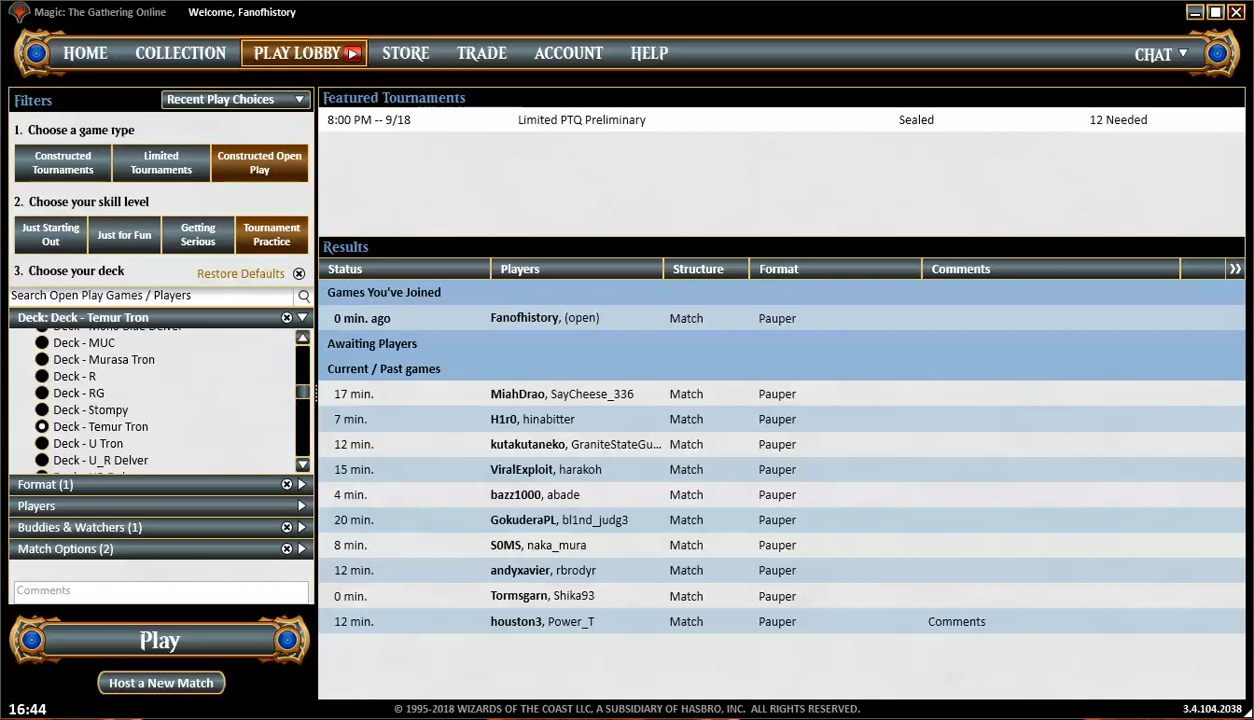 Magic: The Gathering Online
Welcome, Fanofhistory
HOME
COLLECTION
PLAY LOBBY
STORE
TRADE
ACCOUNT
HELP
CHAT
Filters
Recent Play Choices
1. Choose a game type
Constructed Tournaments
Limited Tournaments
Constructed Open Play
2. Choose your skill level
Just Starting Out
Just for Fun
Getting Serious
Tournament Practice
3. Choose your deck
Restore Defaults
Search Open Play Games / Players
Deck: Deck - Temur Tron
Deck - MUC
Deck - Murasa Tron
Deck - R
Deck - RG
Deck - Stompy
Deck - Temur Tron
Deck - U Tron
Deck - U_R Delver
Format (1)
Players
Buddies & Watchers (1)
Match Options (2)
Comments
Play
Host a New Match
16:44
Featured Tournaments
8:00 PM -- 9/18 Limited PTQ Preliminary Sealed 12 Needed
Results
Status Players Structure Format Comments
Games You've Joined
0 min. ago Fanofhistory, (open) Match Pauper
Awaiting Players
Current / Past games
17 min. MiahDrao, SayCheese_336 Match Pauper
7 min. H1r0, hinabitter Match Pauper
12 min. kutakutaneko, GraniteStateGu... Match Pauper
15 min. ViralExploit, harakoh Match Pauper
4 min. bazz1000, abade Match Pauper
20 min. GokuderaPL, bl1nd_judg3 Match Pauper
8 min. S0MS, naka_mura Match Pauper
12 min. andyxavier, rbrodyr Match Pauper
0 min. Tormsgarn, Shika93 Match Pauper
12 min. houston3, Power_T Match Pauper Comments
© 1995-2018 WIZARDS OF THE COAST LLC, A SUBSIDIARY OF HASBRO, INC. ALL RIGHTS RESERVED.
3.4.104.2038